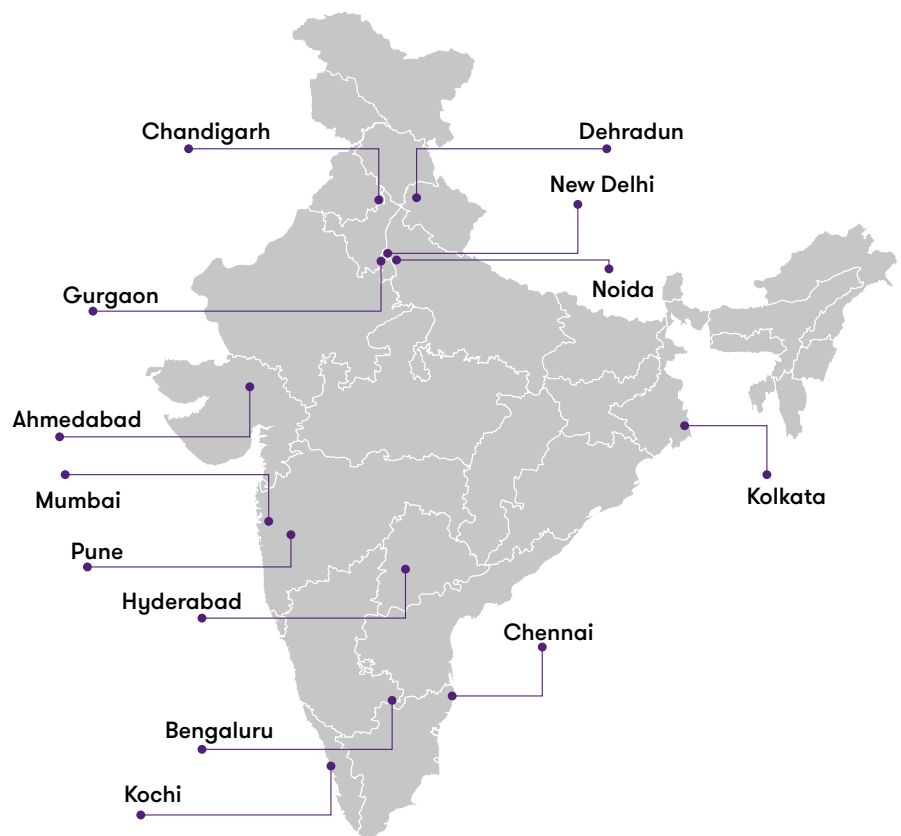 Chandigarh
Dehradun
New Delhi
Noida
Gurgaon
Ahmedabad
Mumbai
Kolkata
Pune
Hyderabad
Chennai
Bengaluru
Kochi